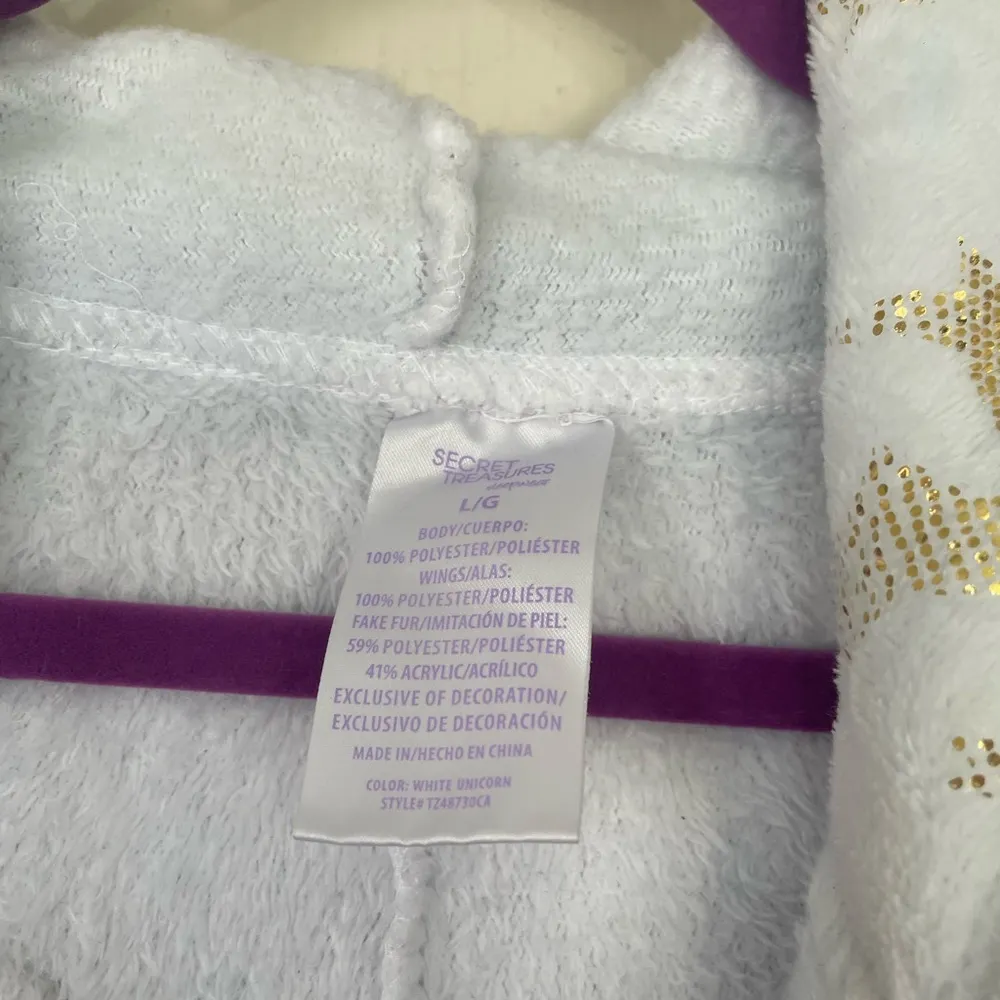 SECRET
TREASURES
sleepwear
L/G
BODY/CUERPO:
100% POLYESTER/POLIÉSTER
WINGS/ALAS:
100% POLYESTER/POLIÉSTER
FAKE FUR/IMITACIÓN DE PIEL:
59% POLYESTER/POLIÉSTER
41% ACRYLIC/ACRÍLICO
EXCLUSIVE OF DECORATION/
EXCLUSIVO DE DECORACIÓN
MADE IN/HECHO EN CHINA
COLOR: WHITE UNICORN
STYLE# TZ48730CA